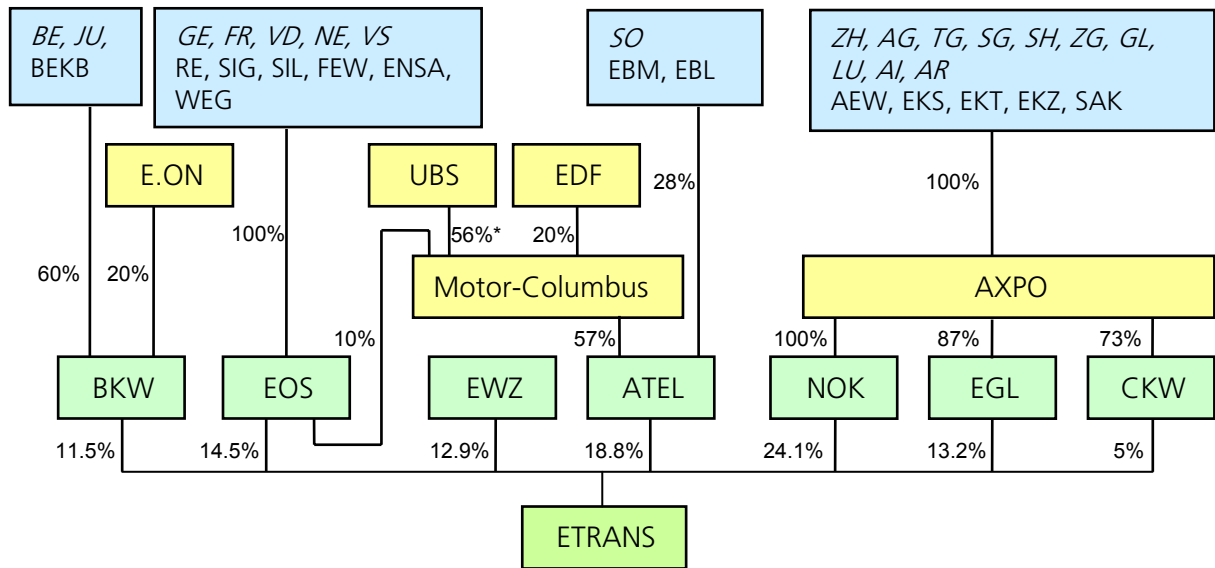 BE, JU,
BEKB
GE, FR, VD, NE, VS
RE, SIG, SIL, FEW, ENSA,
WEG
SO
EBM, EBL
ZH, AG, TG, SG, SH, ZG, GL,
LU, AI, AR
AEW, EKS, EKT, EKZ, SAK
E.ON
UBS
EDF
28%
100%
100%
56%*
20%
60%
20%
Motor-Columbus
AXPO
10%
57%
100%
87%
73%
BKW
EOS
EWZ
ATEL
NOK
EGL
CKW
11.5%
14.5%
12.9%
18.8%
24.1%
13.2%
5%
ETRANS